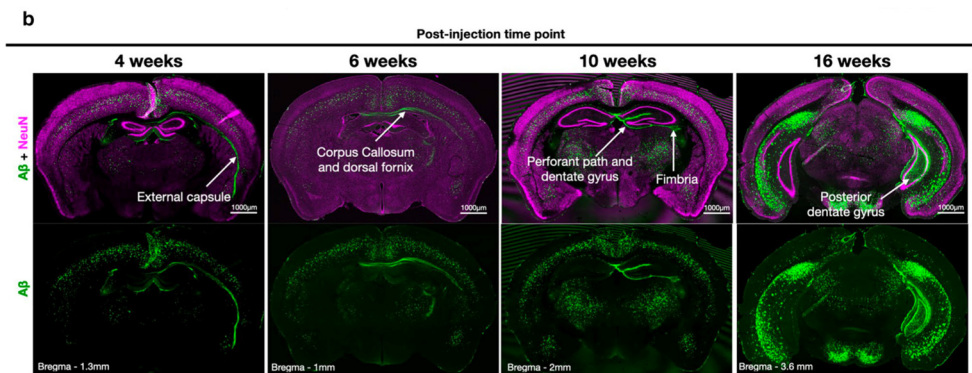 b
Post-injection time point
4 weeks 6 weeks 10 weeks 16 weeks
Aβ + NeuN
External capsule
1000µm
Corpus Callosum
and dorsal fornix
1000µm
Perforant path and
dentate gyrus
Fimbria
1000µm
Posterior
dentate gyrus
1000µm
Aβ
Bregma - 1.3mm
Bregma - 1mm
Bregma - 2mm
Bregma - 3.6 mm